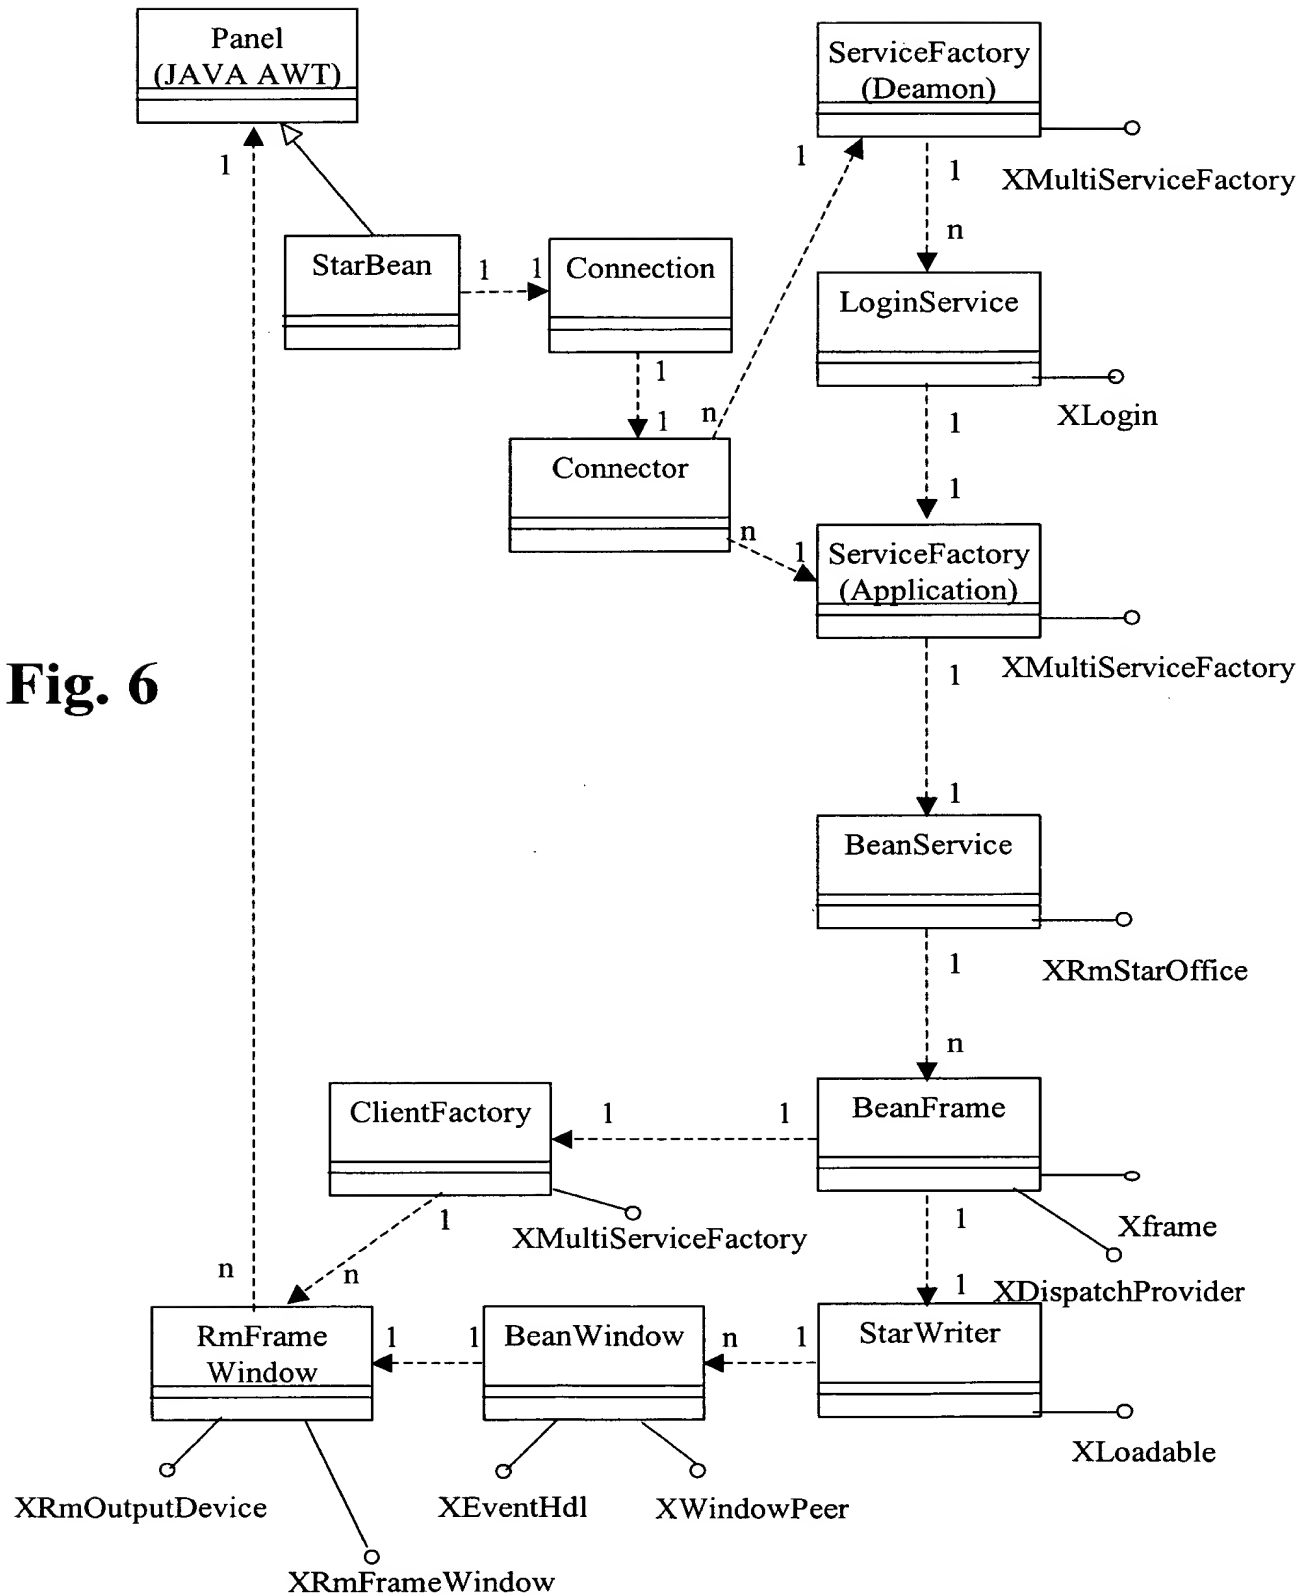 Panel
(JAVA AWT)
ServiceFactory
(Deamon)
1
1
1
XMultiServiceFactory
n
StarBean
1
1
Connection
LoginService
1
1
n
XLogin
1
Connector
1
n
1
ServiceFactory
(Application)
XMultiServiceFactory
1
Fig. 6
1
BeanService
XRmStarOffice
1
n
ClientFactory
1
1
BeanFrame
1
XMultiServiceFactory
1
Xframe
n
n
1
XDispatchProvider
RmFrame
Window
1
1
BeanWindow
n
1
StarWriter
XLoadable
XRmOutputDevice
XEventHdl
XWindowPeer
XRmFrameWindow